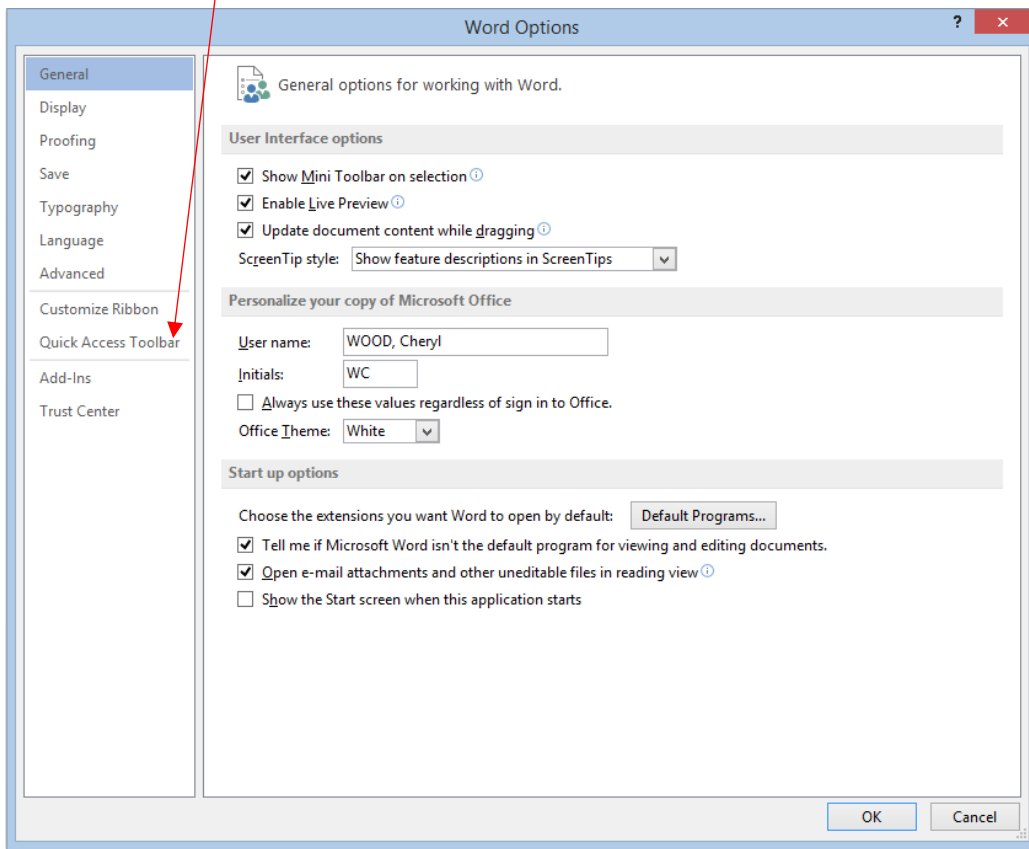 Word Options
?
General
Display
Proofing
Save
Typography
Language
Advanced
Customize Ribbon
Quick Access Toolbar
Add-Ins
Trust Center
General options for working with Word.
User Interface options
Show Mini Toolbar on selection
Enable Live Preview
Update document content while dragging
ScreenTip style: Show feature descriptions in ScreenTips
Personalize your copy of Microsoft Office
User name: WOOD, Cheryl
Initials: WC
Always use these values regardless of sign in to Office.
Office Theme: White
Start up options
Choose the extensions you want Word to open by default: Default Programs...
Tell me if Microsoft Word isn't the default program for viewing and editing documents.
Open e-mail attachments and other uneditable files in reading view
Show the Start screen when this application starts
OK Cancel